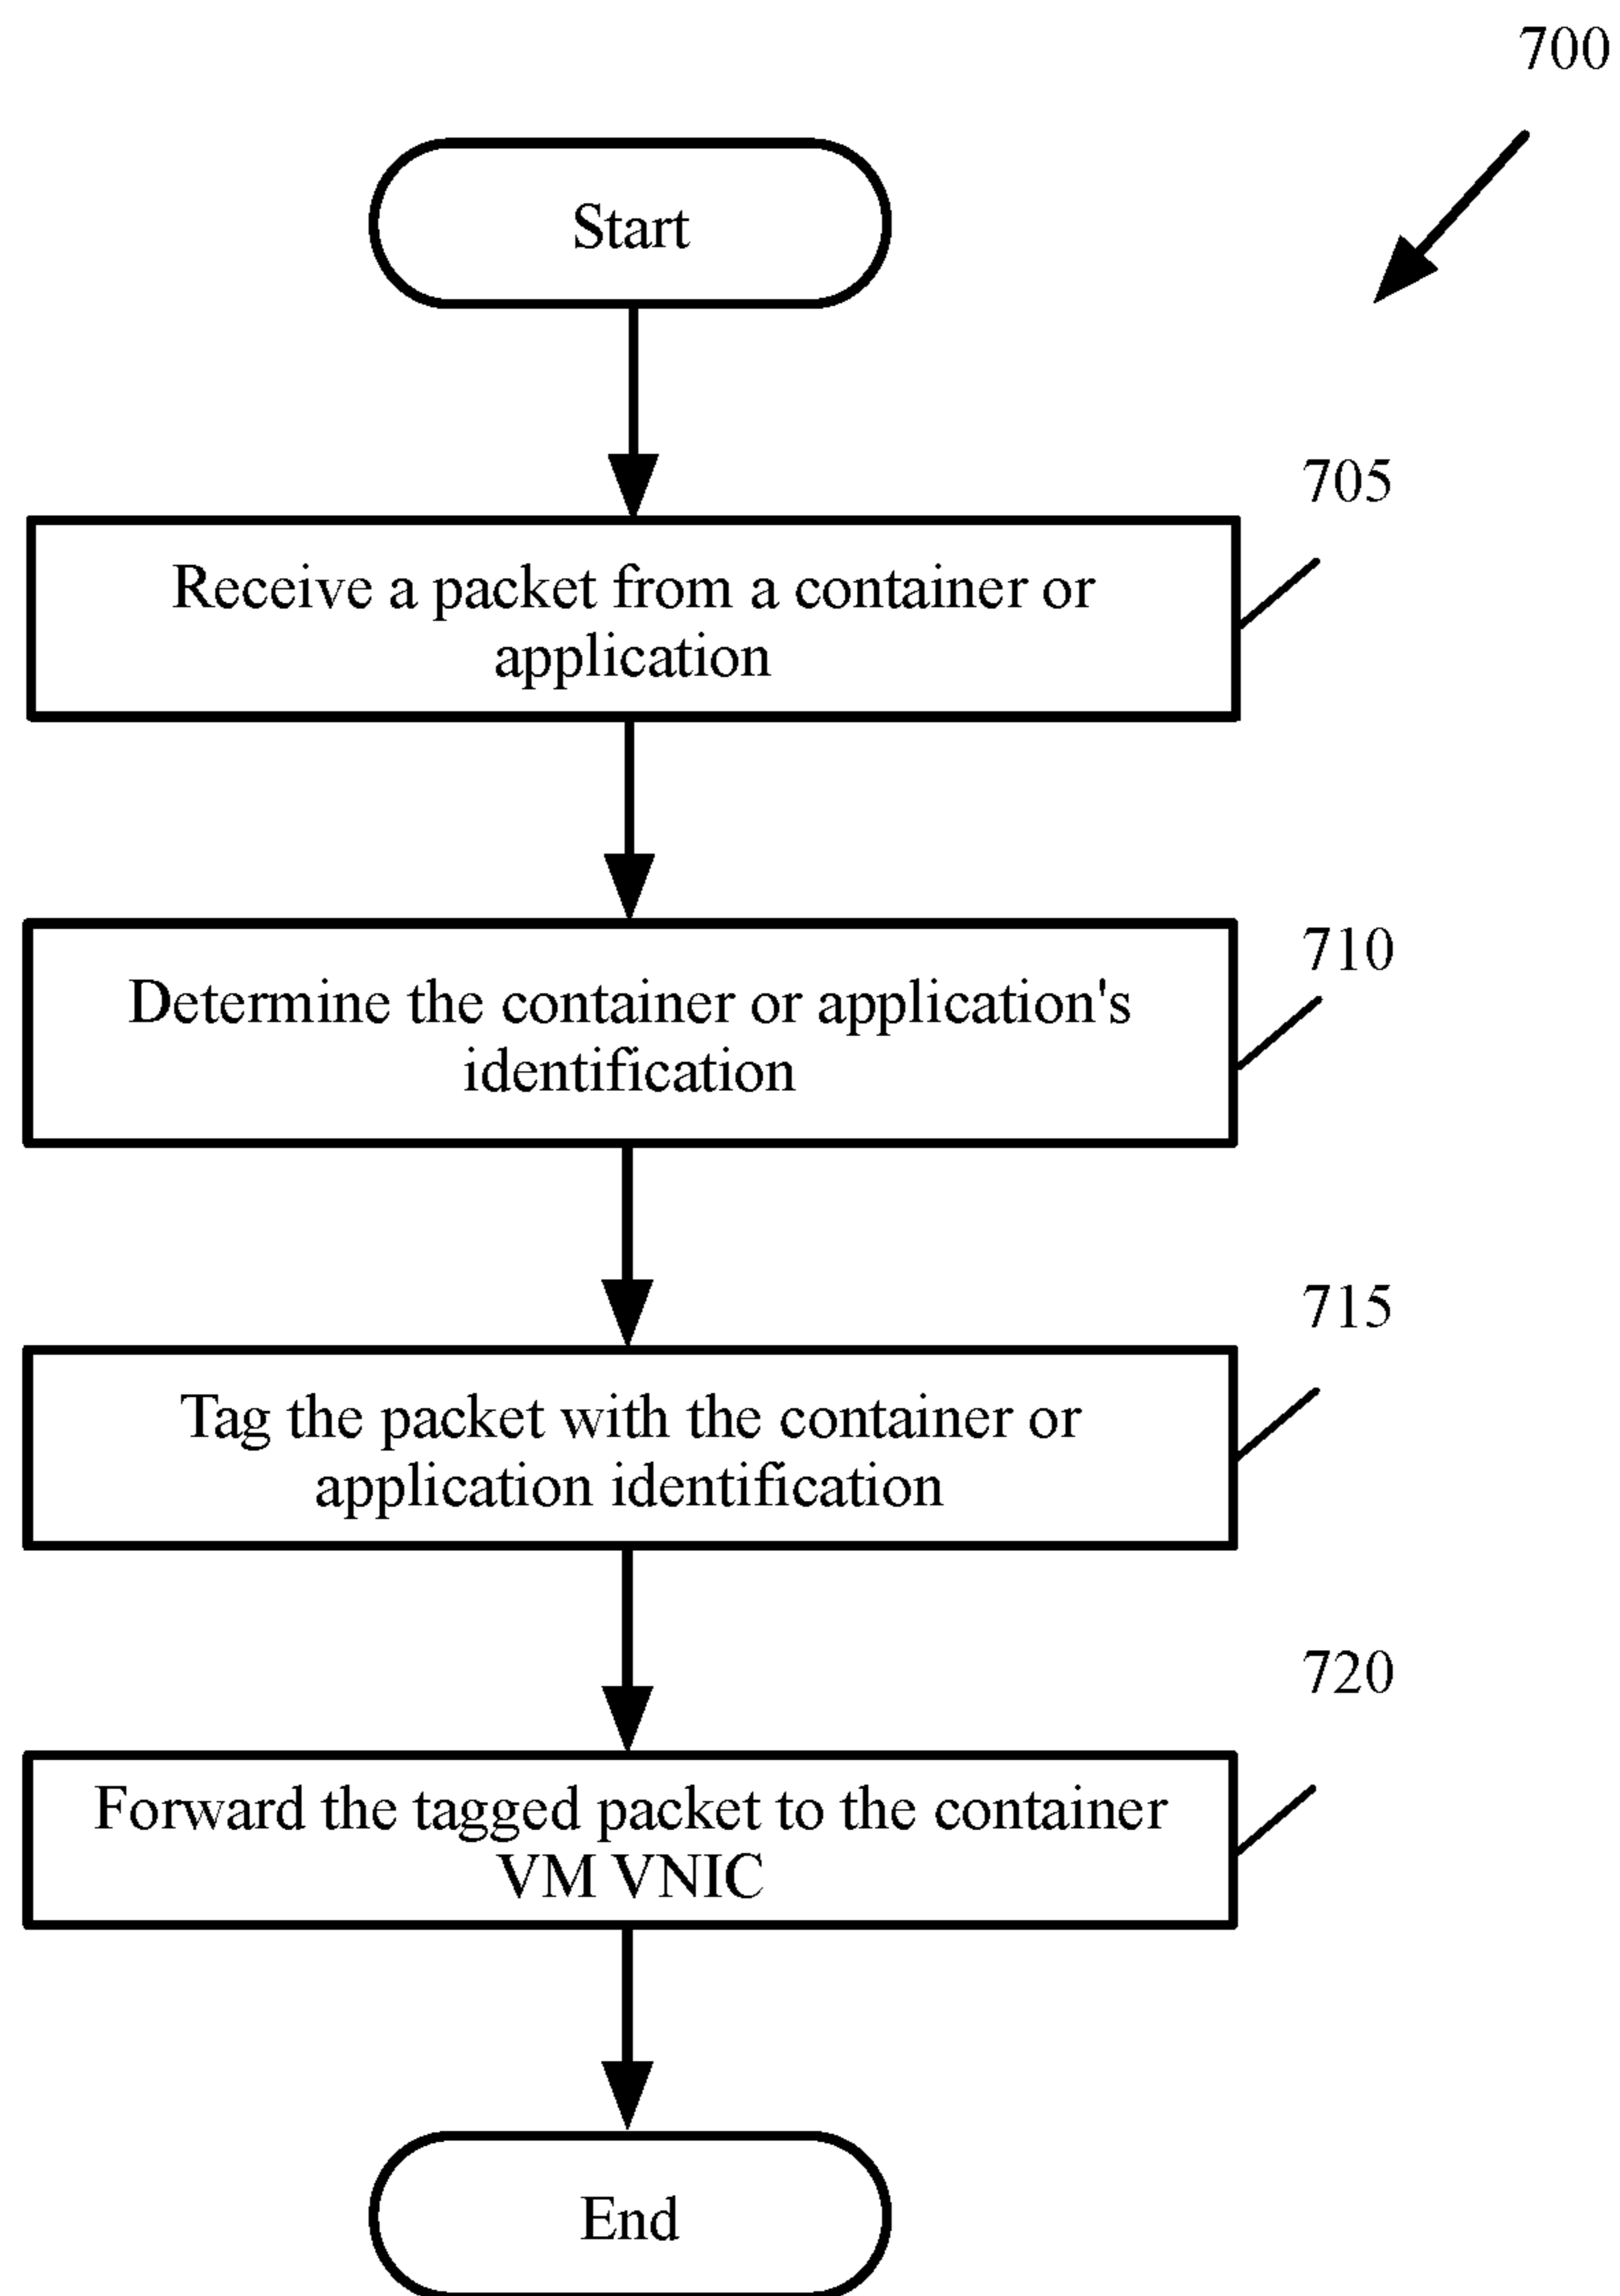 700
Start
705
Receive a packet from a container or
application
710
Determine the container or application's
identification
715
Tag the packet with the container or
application identification
720
Forward the tagged packet to the container
VM VNIC
End